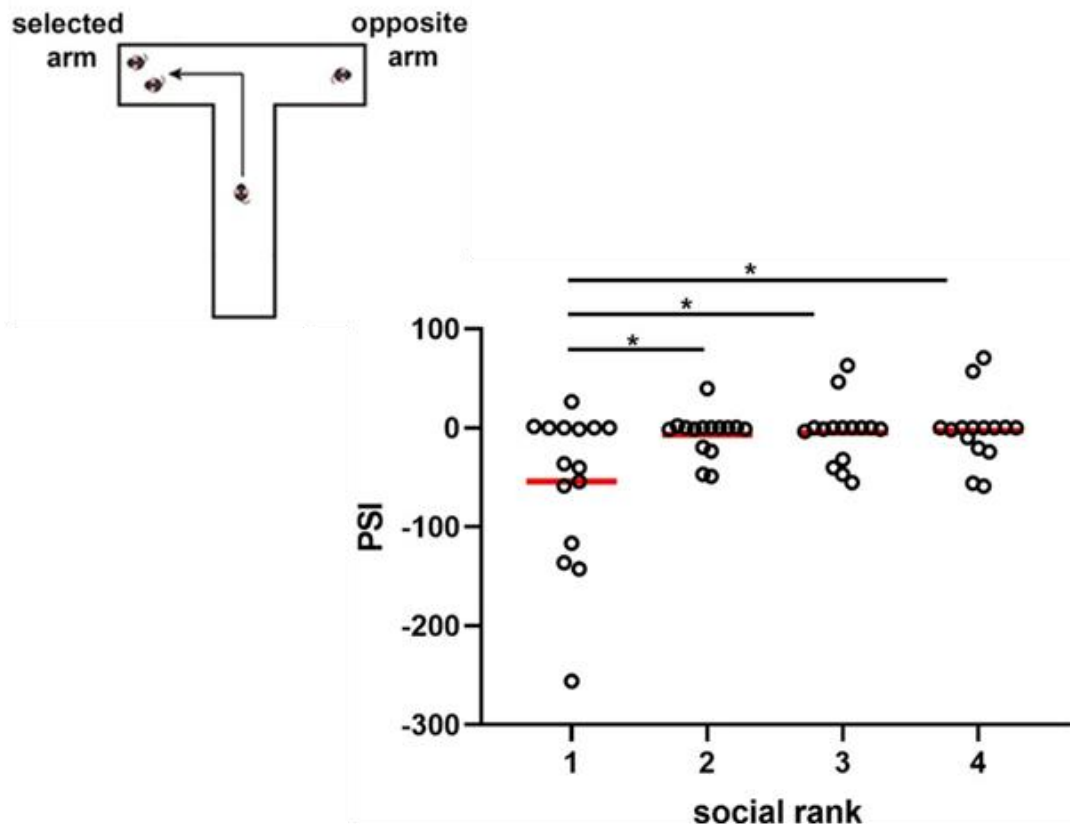 selected opposite
arm arm
*
*
*
100
0
-100
-200
-300
PSI
1 2 3 4
social rank